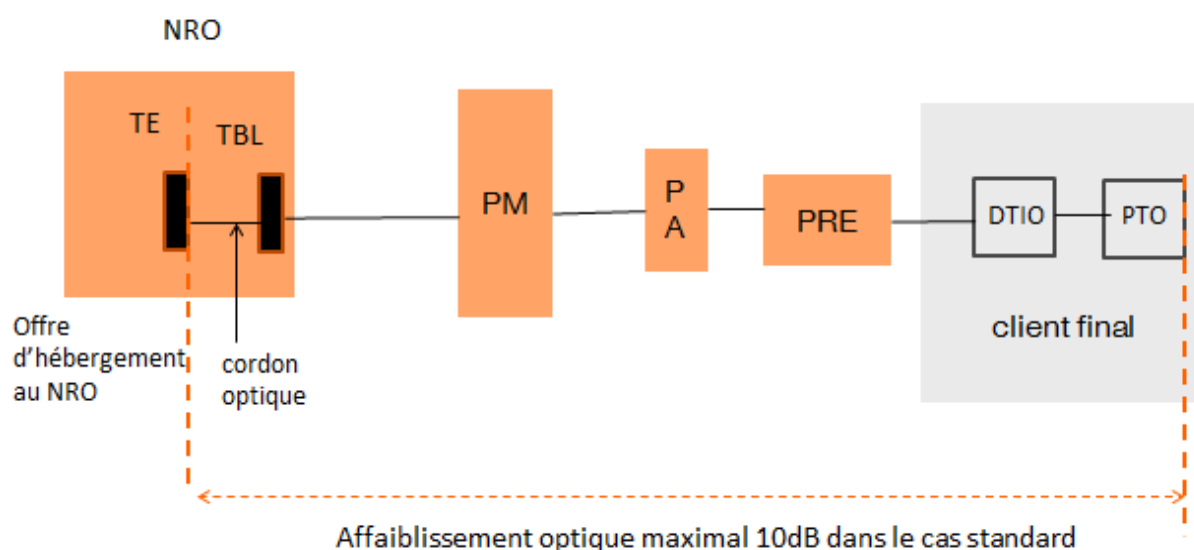 NRO
TE
TBL
PM
P
A
PRE
DTIO
PTO
client final
Offre
d'hébergement
au NRO
cordon
optique
Affaiblissement optique maximal 10dB dans le cas standard